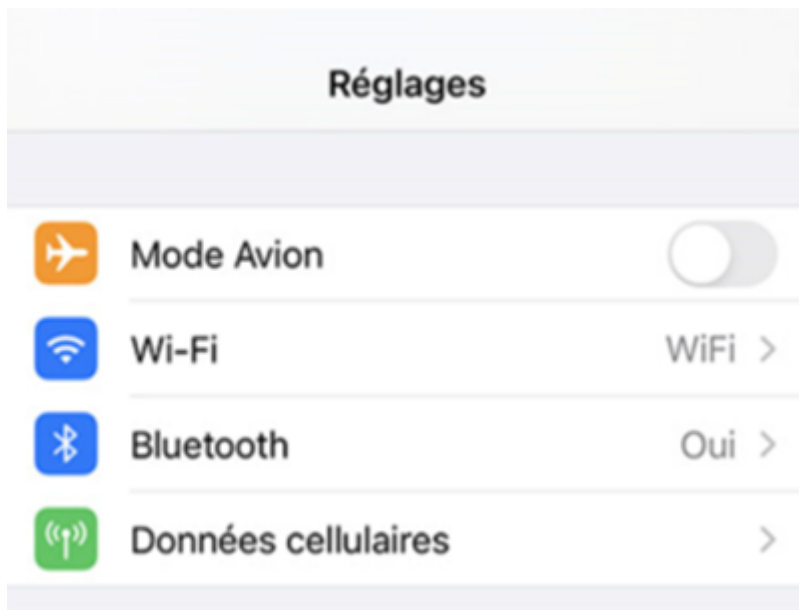 Réglages
Mode Avion
Wi-Fi WiFi
Bluetooth Oui
Données cellulaires